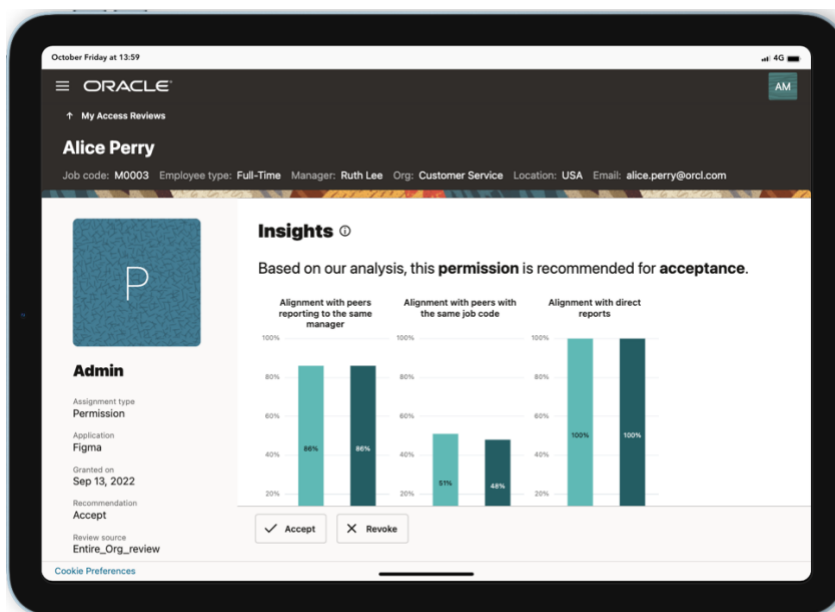 October Friday at 13:59
4G
ORACLE
AM
My Access Reviews
Alice Perry
Job code: M0003 Employee type: Full-Time Manager: Ruth Lee Org: Customer Service Location: USA Email: alice.perry@orcl.com
P
Admin
Assignment type
Permission
Application
Figma
Granted on
Sep 13, 2022
Recommendation
Accept
Review source
Entire_Org_review
Cookie Preferences
Insights
Based on our analysis, this permission is recommended for acceptance.
Alignment with peers
reporting to the same
manager
100%
80%
60%
40%
20%
86%
86%
Alignment with peers with
the same job code
100%
80%
60%
40%
20%
51%
48%
Alignment with direct
reports
100%
80%
60%
40%
20%
100%
100%
Accept
Revoke